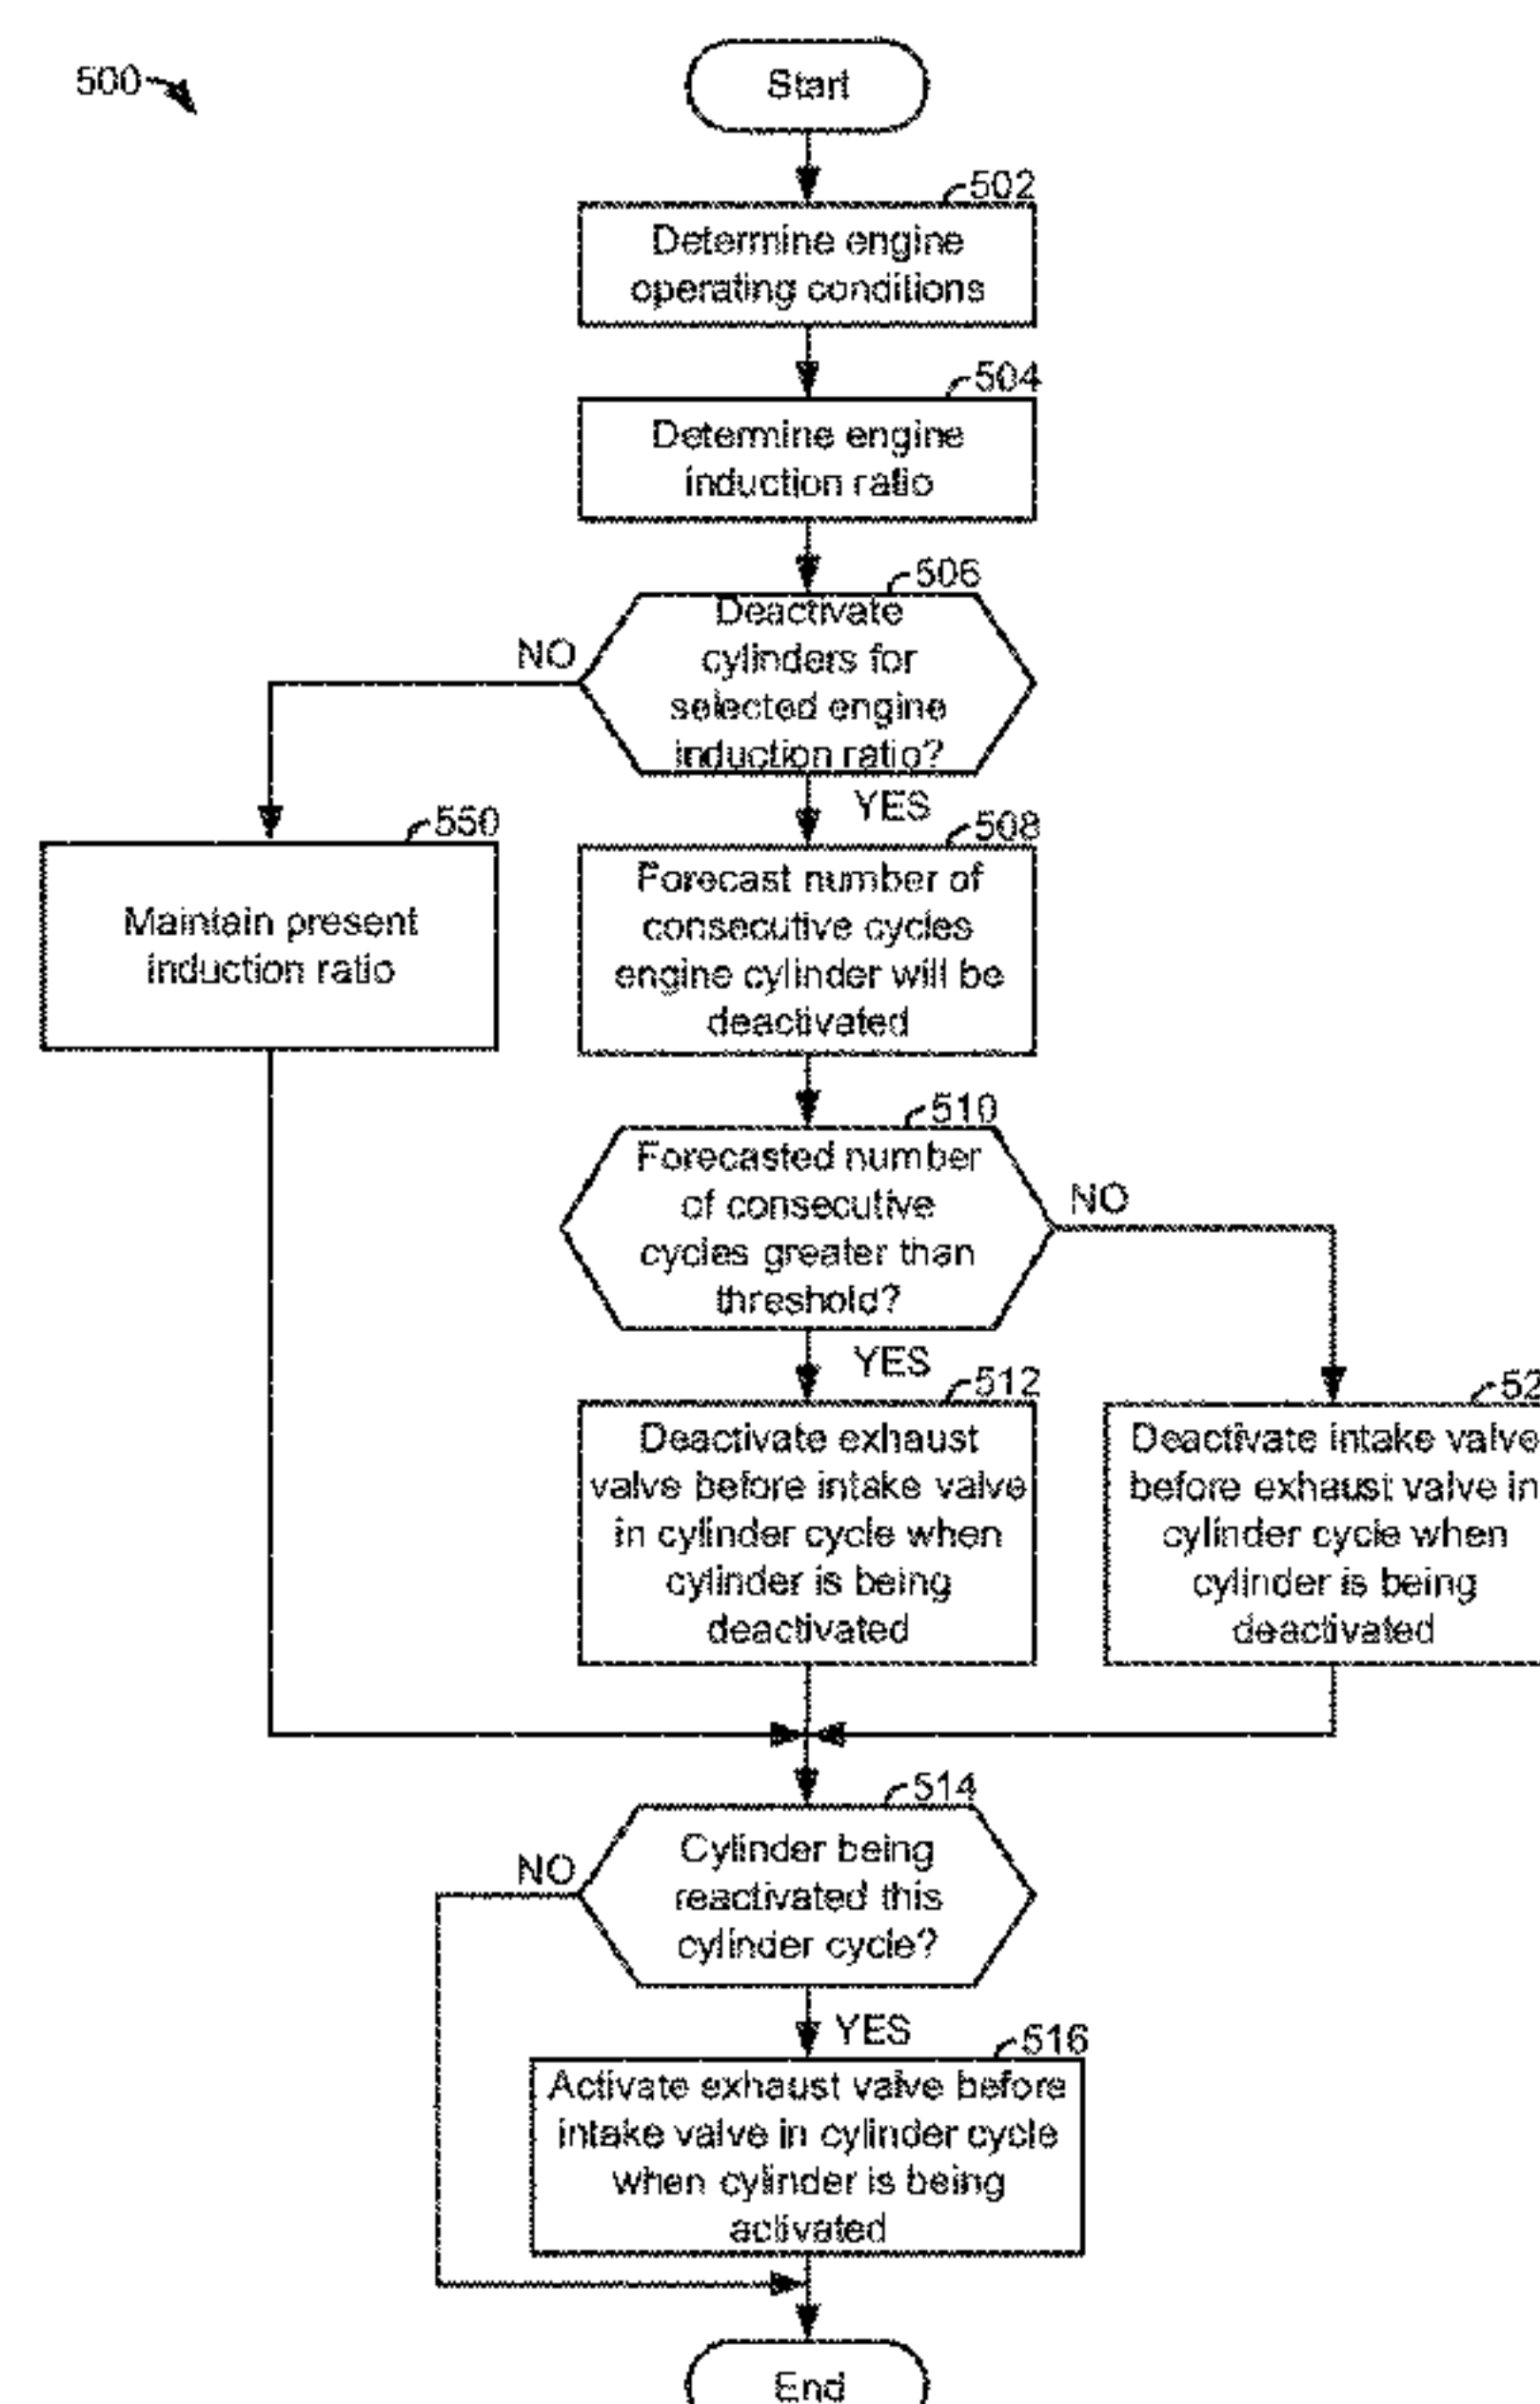 500
Start
502
Determine engine
operating conditions
504
Determine engine
induction ratio
506
Deactivate
cylinders for
selected engine
induction ratio?
NO
YES
550
Maintain present
induction ratio
508
Forecast number of
consecutive cycles
engine cylinder will be
deactivated
510
Forecasted number
of consecutive
cycles greater than
threshold?
NO
YES
512
Deactivate exhaust
valve before intake valve
in cylinder cycle when
cylinder is being
deactivated
52
Deactivate intake valve
before exhaust valve in
cylinder cycle when
cylinder is being
deactivated
514
Cylinder being
reactivated this
cylinder cycle?
NO
YES
516
Activate exhaust valve before
intake valve in cylinder cycle
when cylinder is being
activated
End